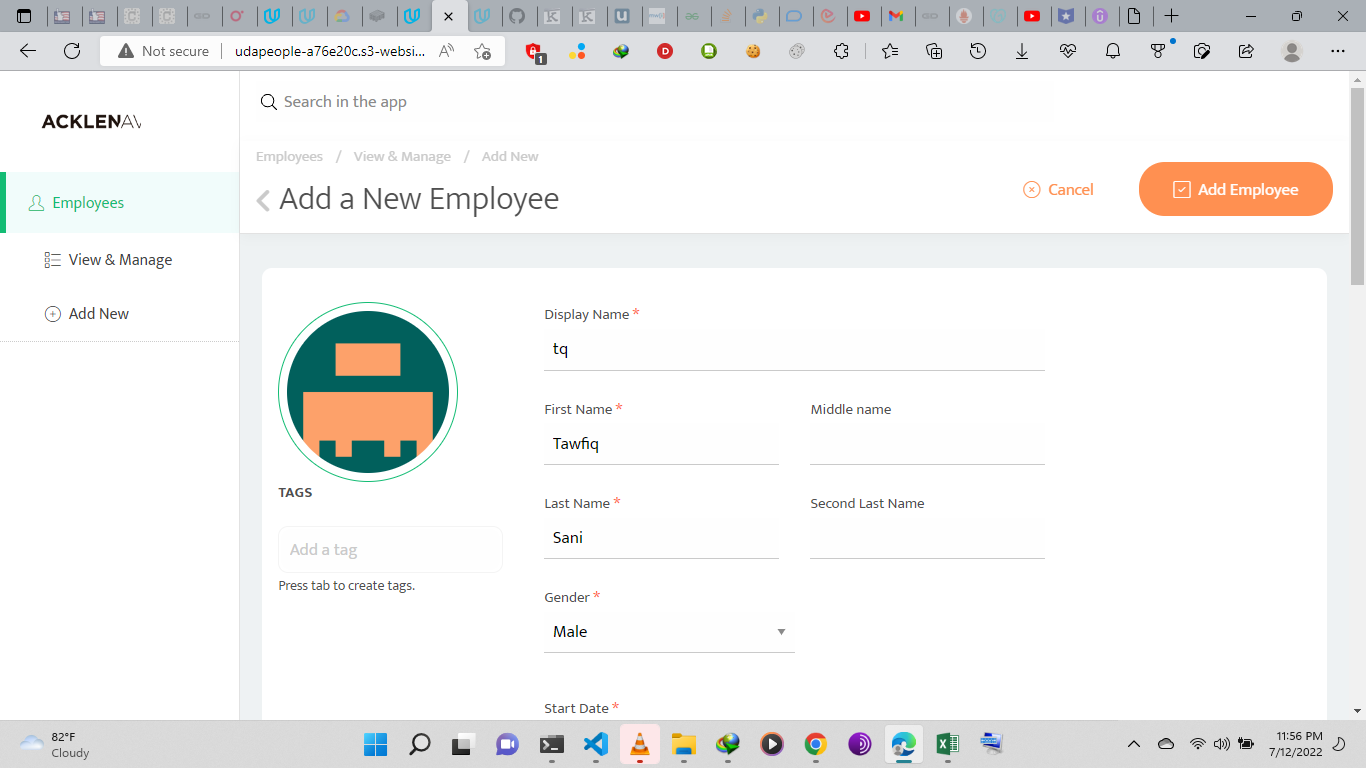 Not secure
udapeople-a76e20c.s3-websi...
1
ACKLENAV
Search in the app
Employees / View & Manage / Add New
Add a New Employee
Cancel
Add Employee
Employees
View & Manage
Add New
Display Name *
tq
First Name *
Middle name
Tawfiq
TAGS
Last Name *
Second Last Name
Sani
Add a tag
Press tab to create tags.
Gender *
Male
Start Date *
82°F
Cloudy
11:56 PM
7/12/2022